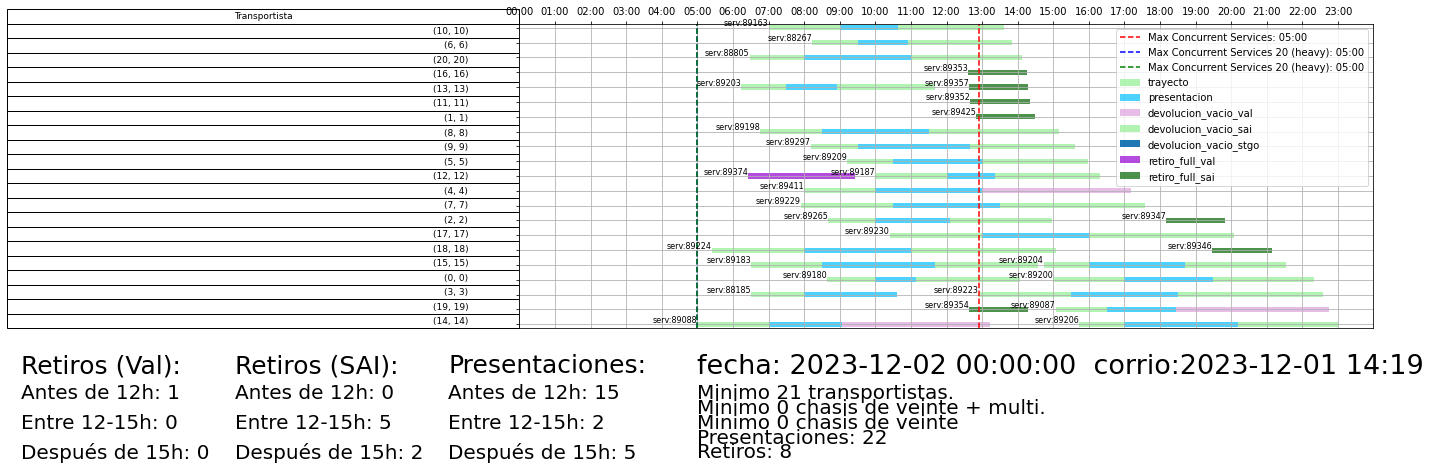 Transportista
00:00 01:00 02:00 03:00 04:00 05:00 06:00 07:00 08:00 09:00 10:00 11:00 12:00 13:00 14:00 15:00 16:00 17:00 18:00 19:00 20:00 21:00 22:00 23:00
(10, 10) serv:89163
(6, 6) serv:88267
(20, 20) serv:88805
(16, 16) serv:89353
(13, 13) serv:89203 serv:89357
(11, 11) serv:89352
(1, 1) serv:89425
(8, 8) serv:89198
(9, 9) serv:89297
(5, 5) serv:89209
(12, 12) serv:89374 serv:89187
(4, 4) serv:89411
(7, 7) serv:89229
(2, 2) serv:89265 serv:89347
(17, 17) serv:89230
(18, 18) serv:89224 serv:89346
(15, 15) serv:89183 serv:89204
(0, 0) serv:89180 serv:89200
(3, 3) serv:88185 serv:89223
(19, 19) serv:89354 serv:89087
(14, 14) serv:89088 serv:89206
Max Concurrent Services: 05:00
Max Concurrent Services 20 (heavy): 05:00
Max Concurrent Services 20 (heavy): 05:00
trayecto
presentacion
devolucion_vacio_val
devolucion_vacio_sai
devolucion_vacio_stgo
retiro_full_val
retiro_full_sai
Retiros (Val):
Antes de 12h: 1
Entre 12-15h: 0
Después de 15h: 0
Retiros (SAI):
Antes de 12h: 0
Entre 12-15h: 5
Después de 15h: 2
Presentaciones:
Antes de 12h: 15
Entre 12-15h: 2
Después de 15h: 5
fecha: 2023-12-02 00:00:00 corrio:2023-12-01 14:19
Minimo 21 transportistas.
Minimo 0 chasis de veinte + multi.
Minimo 0 chasis de veinte
Presentaciones: 22
Retiros: 8